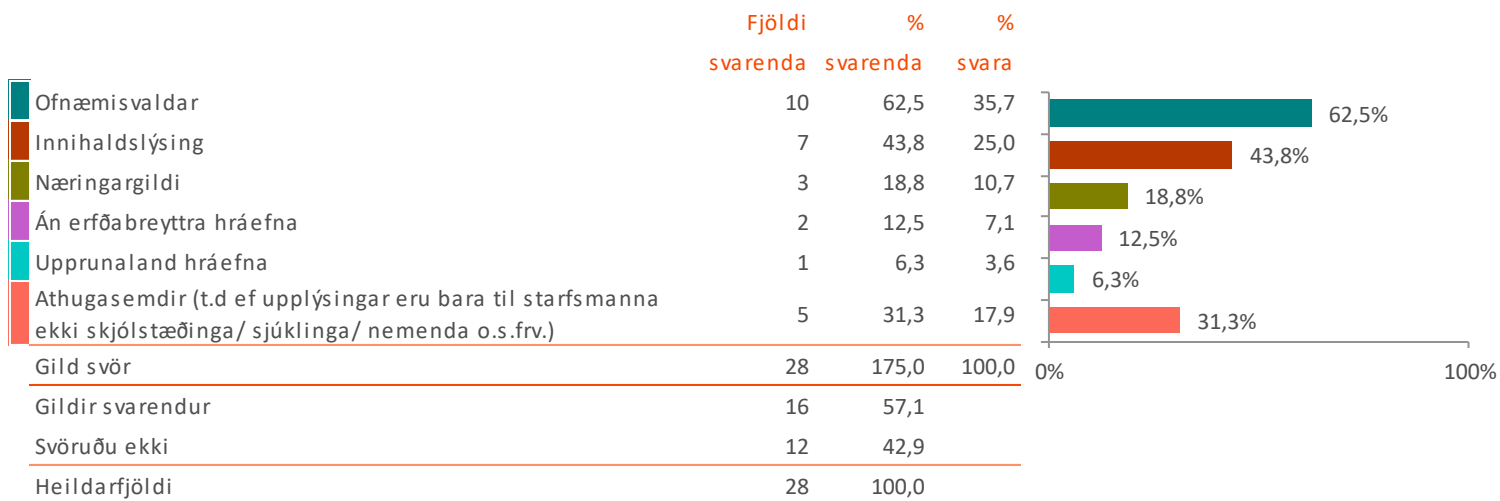 Fjöldi % %
svarenda svarenda svara
Ofnæmisvaldar 10 62,5 35,7
Innihaldslýsing 7 43,8 25,0
Næringargildi 3 18,8 10,7
Án erfðabreyttra hráefna 2 12,5 7,1
Upprunaland hráefna 1 6,3 3,6
Athugasemdir (t.d ef upplýsingar eru bara til starfsmanna
ekki skjólstæðinga/ sjúklinga/ nemenda o.s.frv.) 5 31,3 17,9
Gild svör 28 175,0 100,0
Gildir svarendur 16 57,1
Svöruðu ekki 12 42,9
Heildarfjöldi 28 100,0
62,5%
43,8%
18,8%
12,5%
6,3%
31,3%
0% 100%